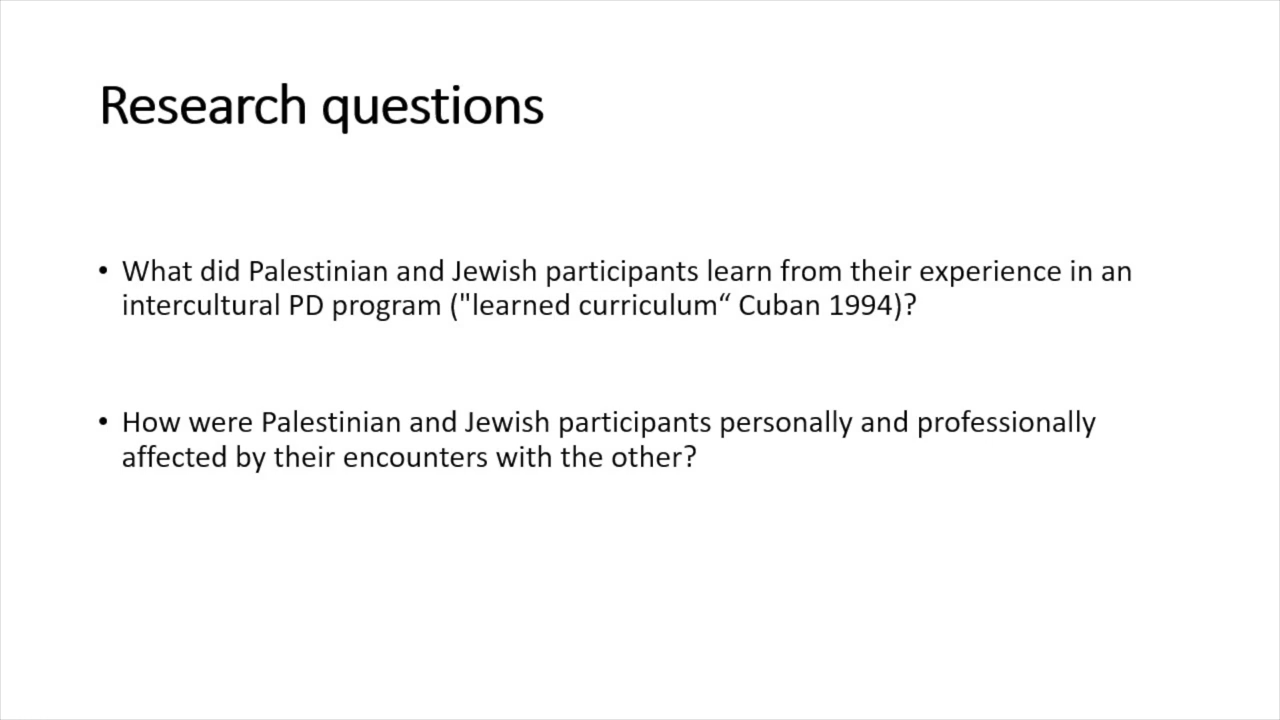 Research questions
• What did Palestinian and Jewish participants learn from their experience in an
intercultural PD program ("learned curriculum“ Cuban 1994)?
• How were Palestinian and Jewish participants personally and professionally
affected by their encounters with the other?